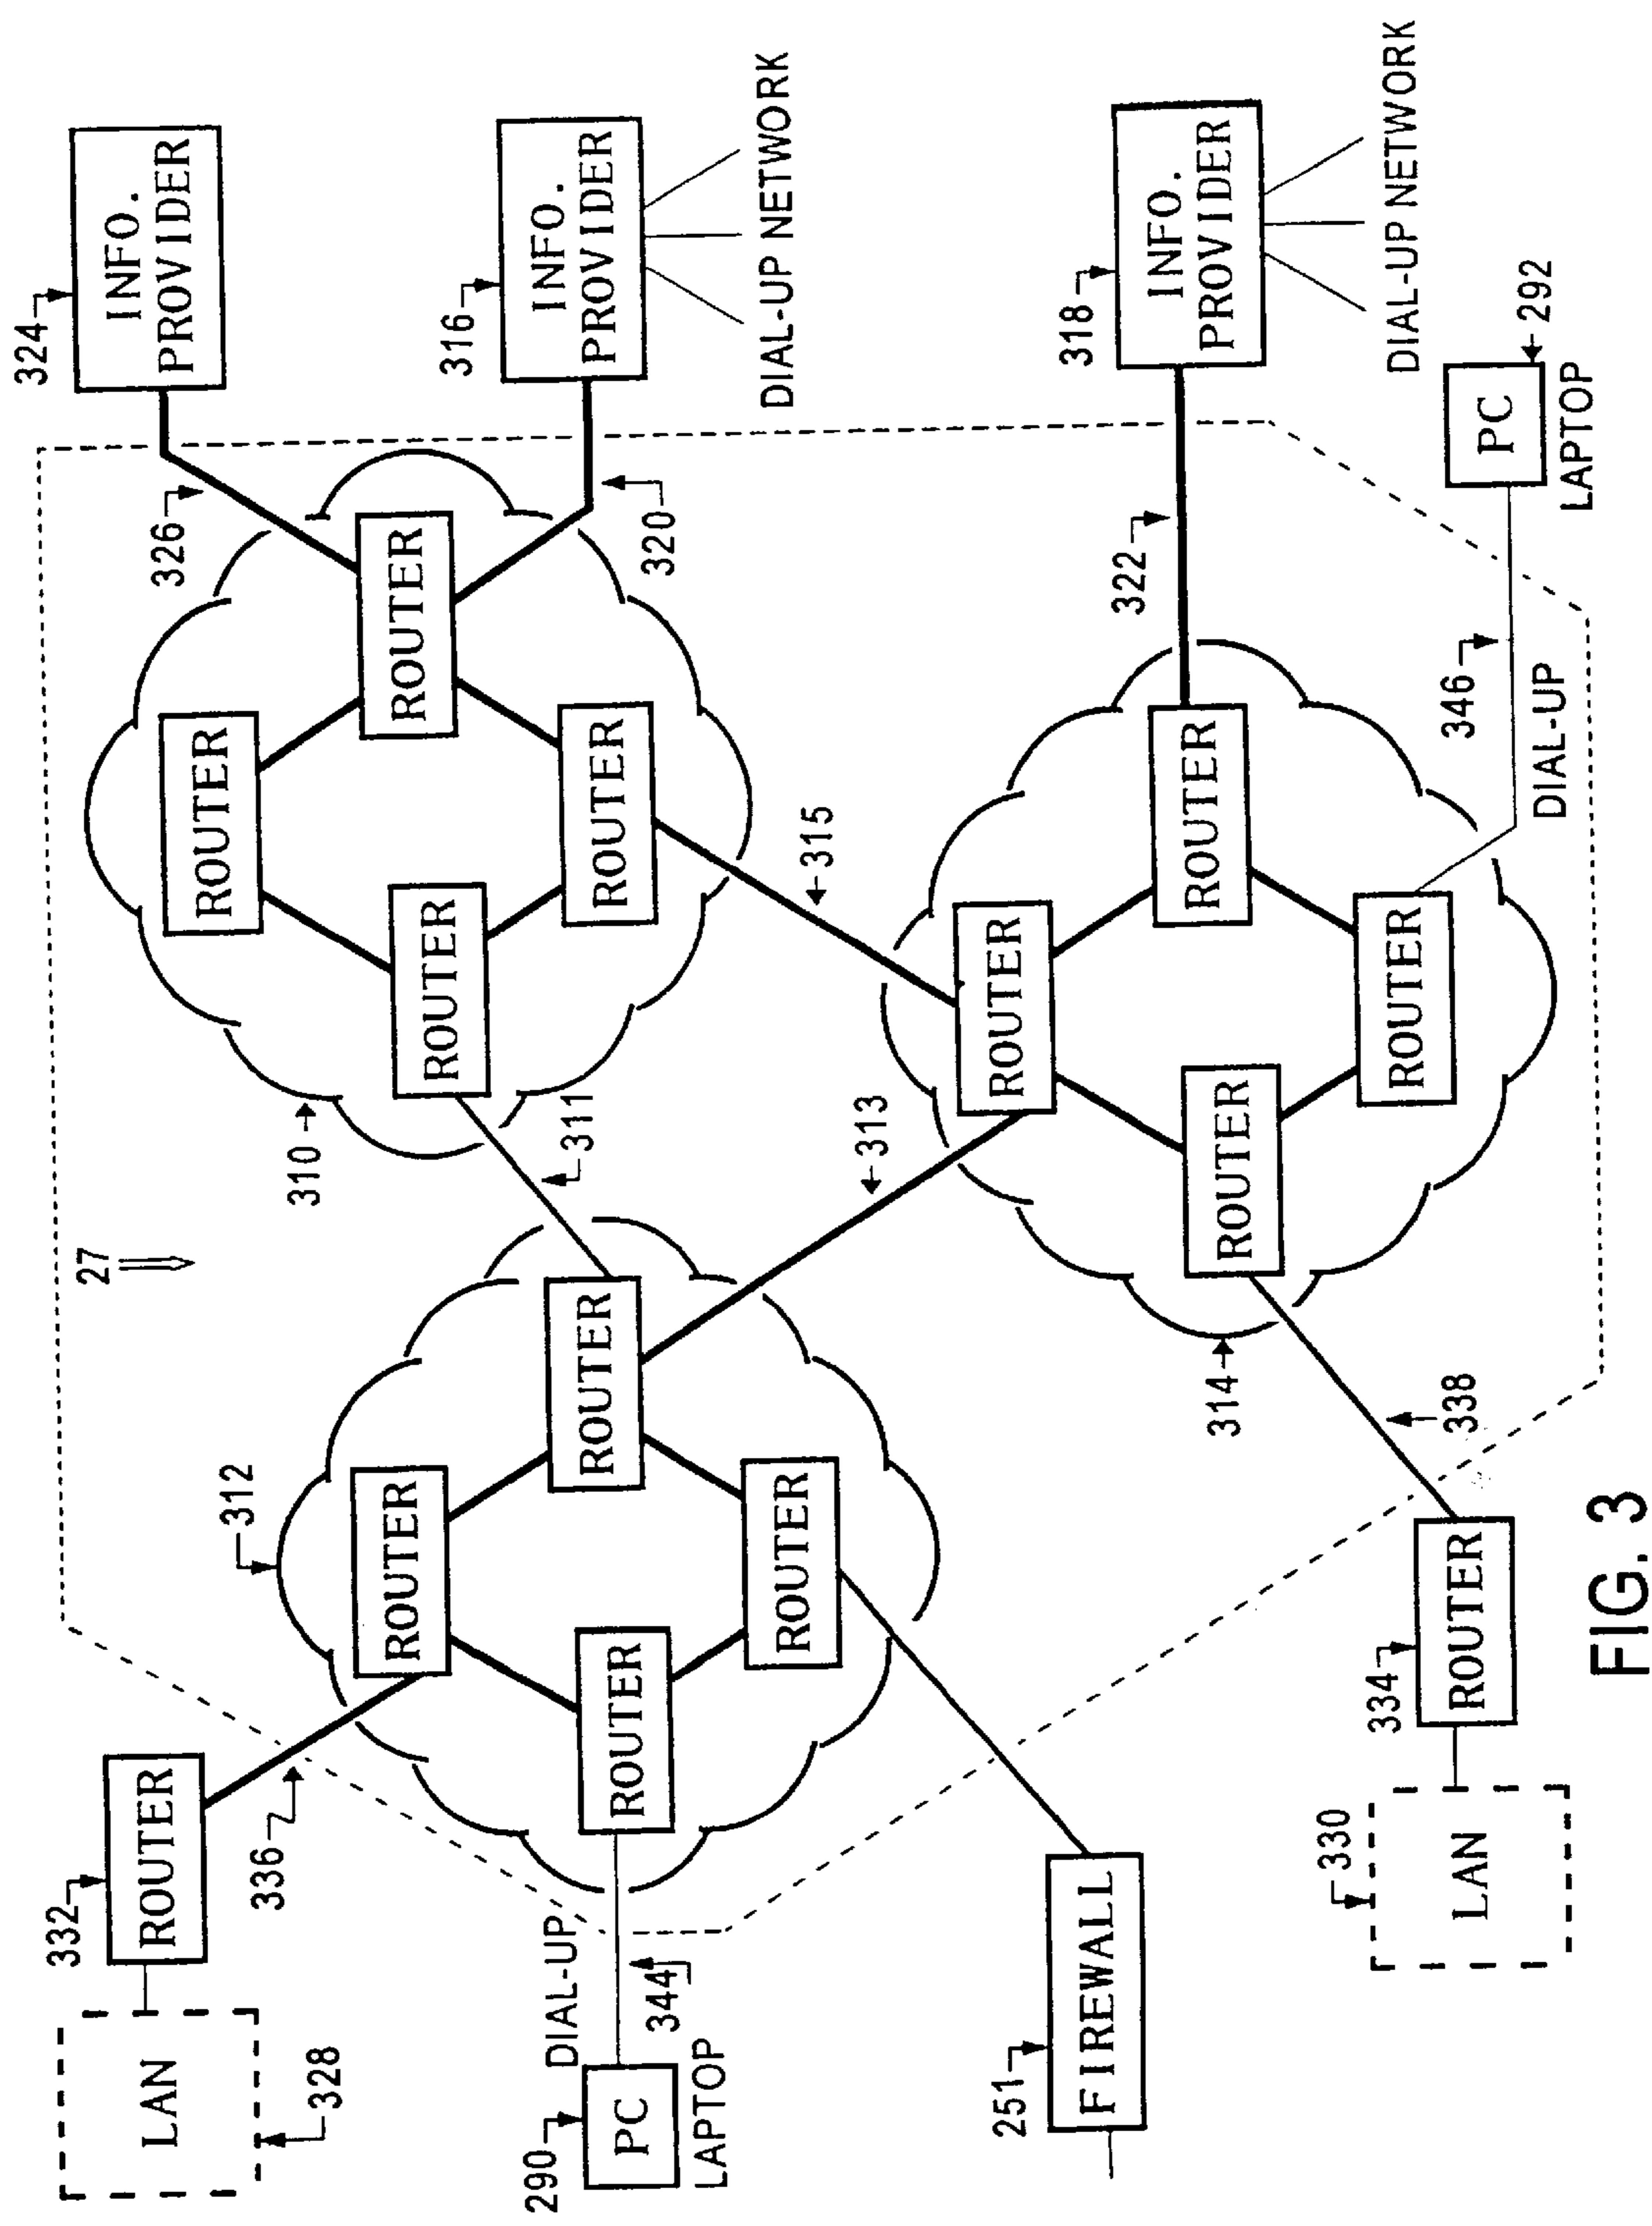 27
332
ROUTER
LAN
328
336
312
310
324
INFO.
PROVIDER
326
ROUTER
ROUTER
ROUTER
ROUTER
316
INFO.
PROVIDER
DIAL-UP NETWORK
320
311
ROUTER
ROUTER
ROUTER
ROUTER
DIAL-UP
344
290
PC
LAPTOP
315
313
251
FIREWALL
318
INFO.
PROVIDER
DIAL-UP NETWORK
322
ROUTER
ROUTER
ROUTER
ROUTER
314
338
346
DIAL-UP
PC
292
LAPTOP
330
LAN
334
ROUTER
FIG. 3